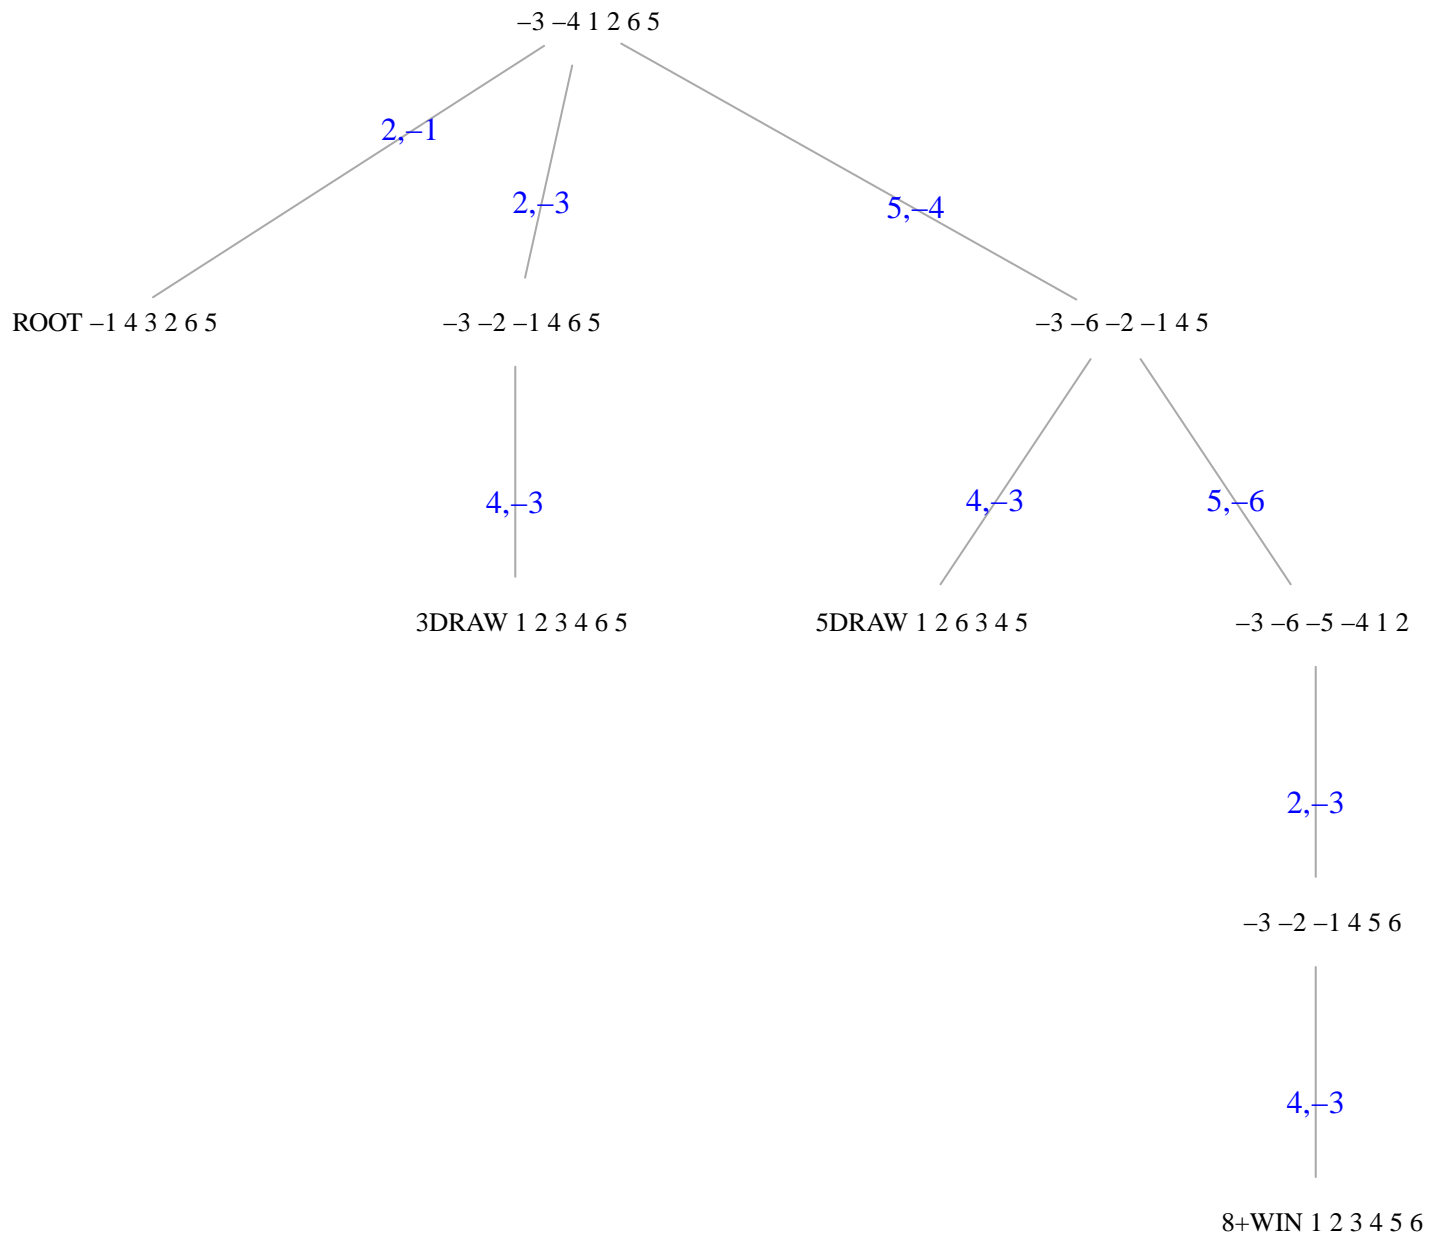 –3 –4 1 2 6 5
2,–1
2,–3
5,–4
ROOT –1 4 3 2 6 5
–3 –2 –1 4 6 5
–3 –6 –2 –1 4 5
4,–3
4,–3
5,–6
3DRAW 1 2 3 4 6 5
5DRAW 1 2 6 3 4 5
–3 –6 –5 –4 1 2
2,–3
–3 –2 –1 4 5 6
4,–3
8+WIN 1 2 3 4 5 6